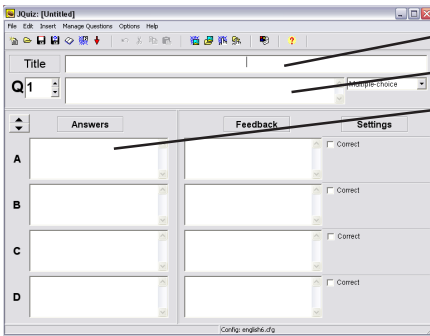 JQuiz: [Untitled]
File Edit Insert Manage Questions Options Help
Title
Q 1 Multiple-choice
Answers Feedback Settings
A Correct
B Correct
C Correct
D Correct
Config: english6.cfg